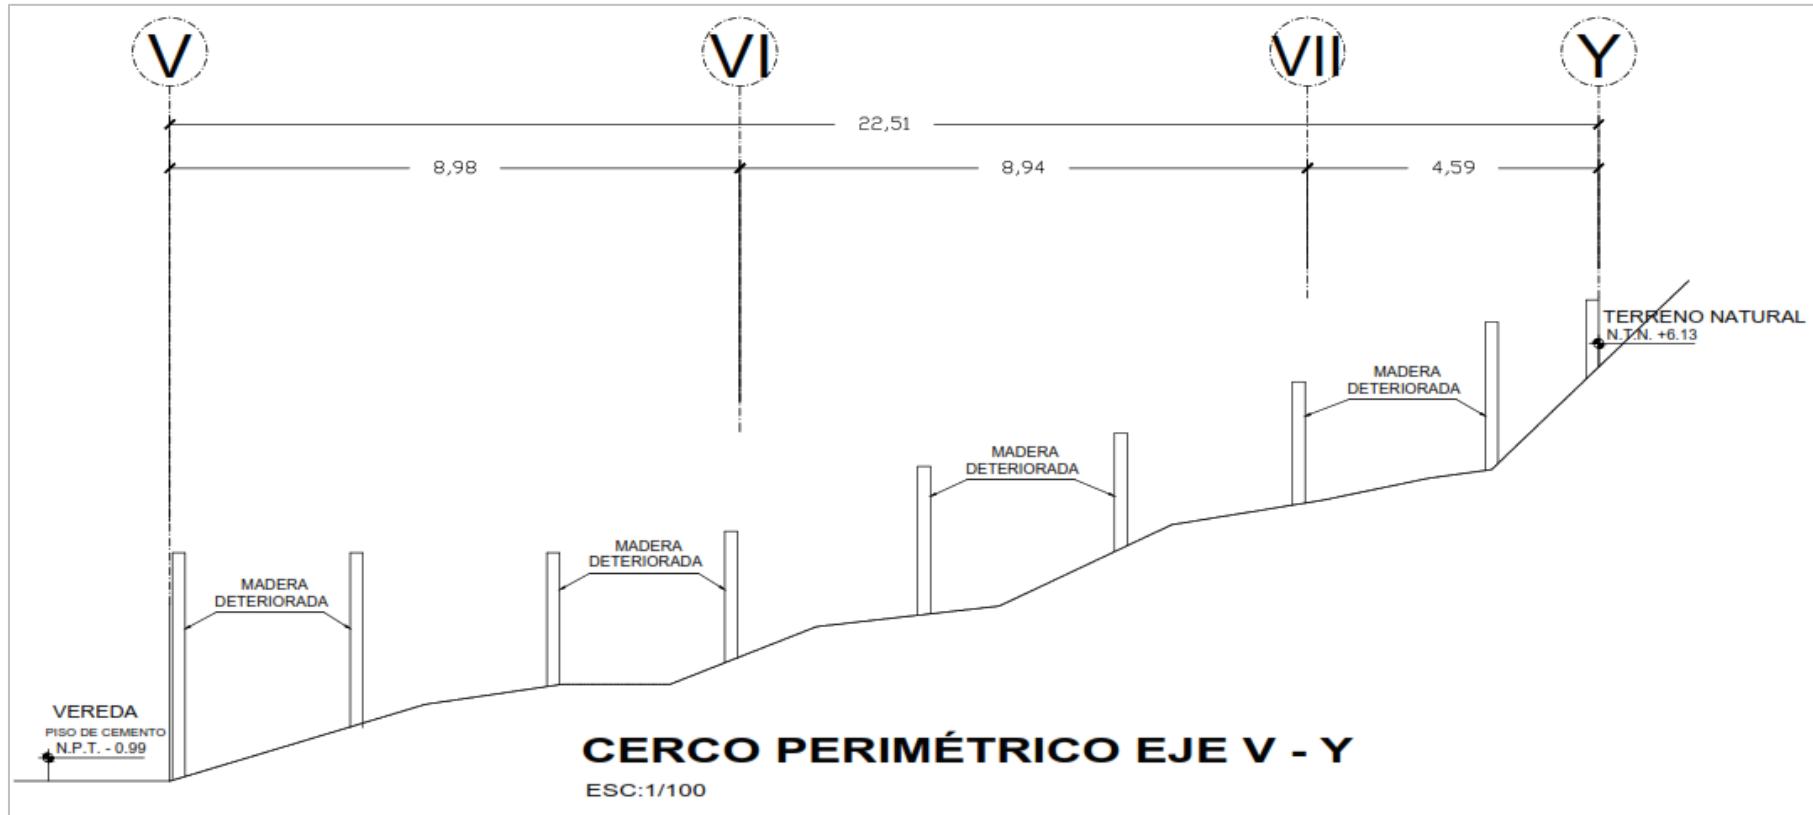 V VI VII Y
22,51
8,98 8,94 4,59
TERRENO NATURAL
N.T.N. +6.13
MADERA
DETERIORADA
MADERA
DETERIORADA
MADERA
DETERIORADA
MADERA
DETERIORADA
VEREDA
PISO DE CEMENTO
N.P.T. - 0.99
CERCO PERIMÉTRICO EJE V - Y
ESC:1/100